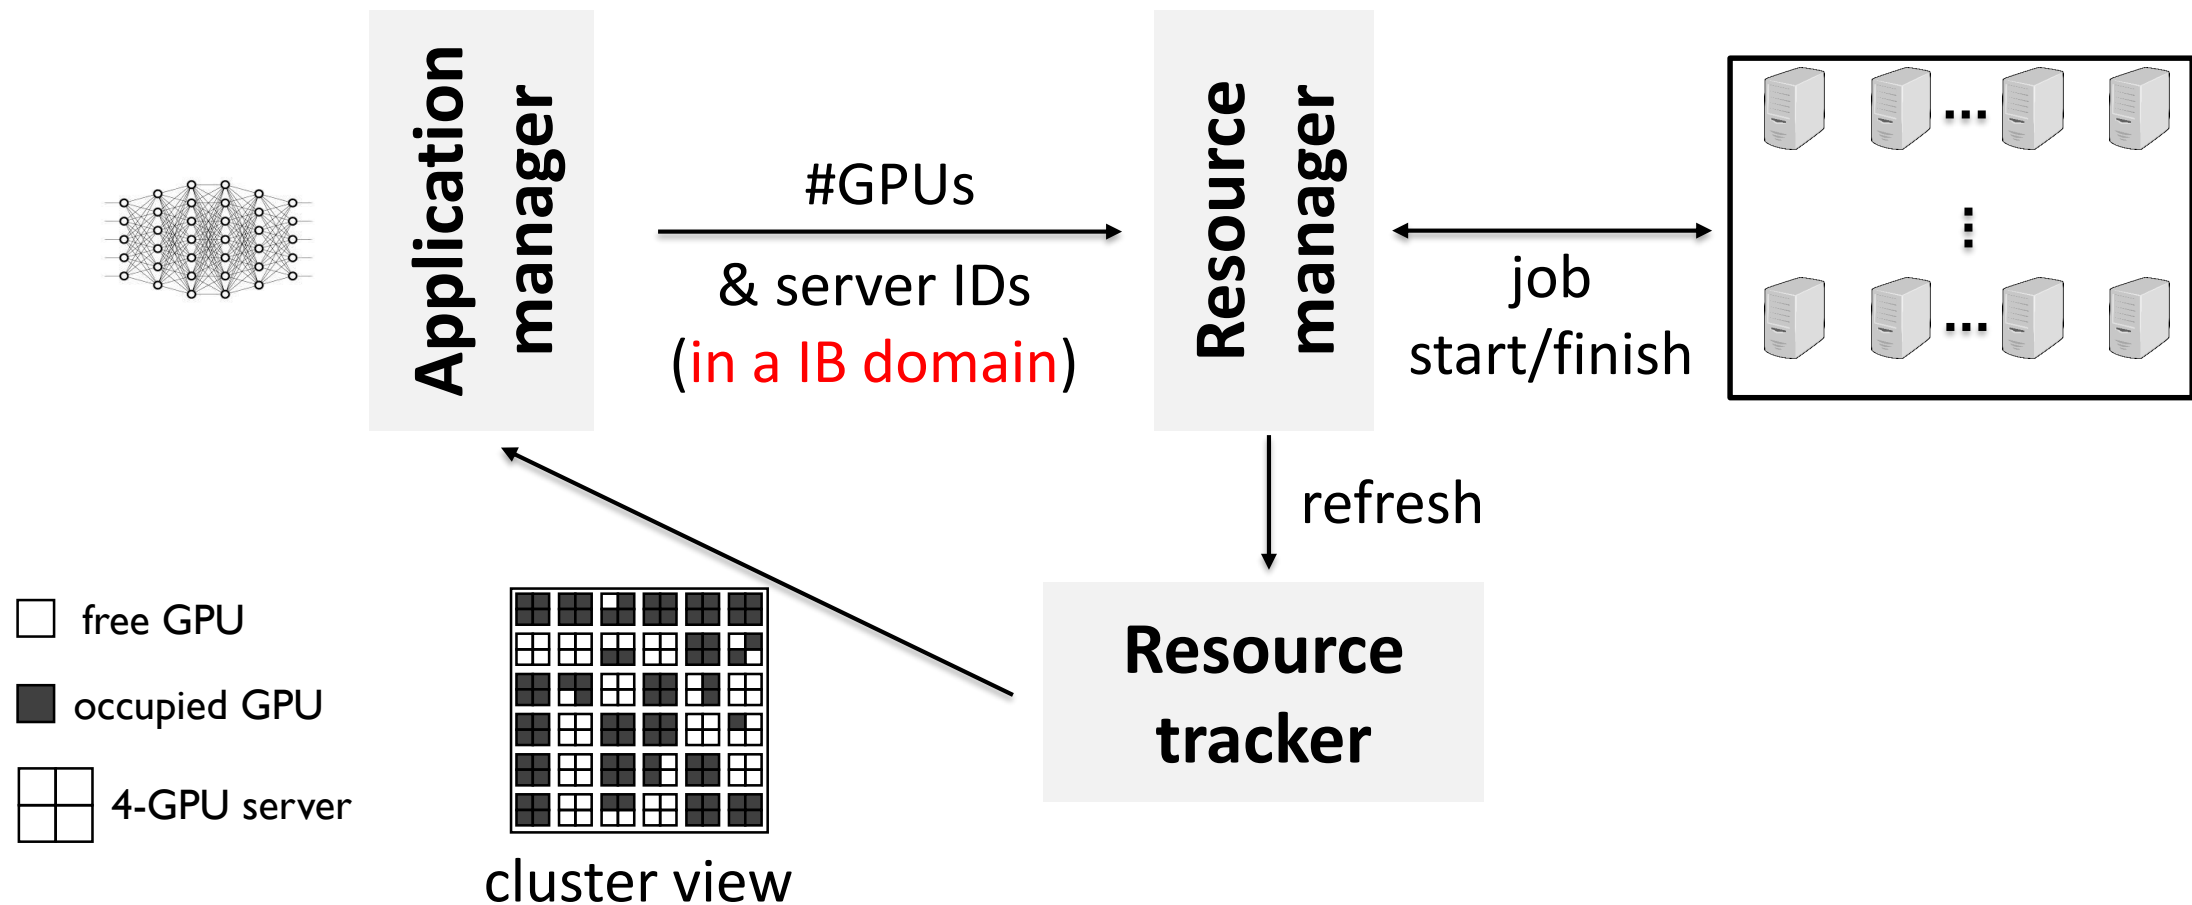 Application
manager
#GPUs
& server IDs
(in a IB domain)
Resource
manager
job
start/finish
refresh
Resource
tracker
free GPU
occupied GPU
4-GPU server
cluster view